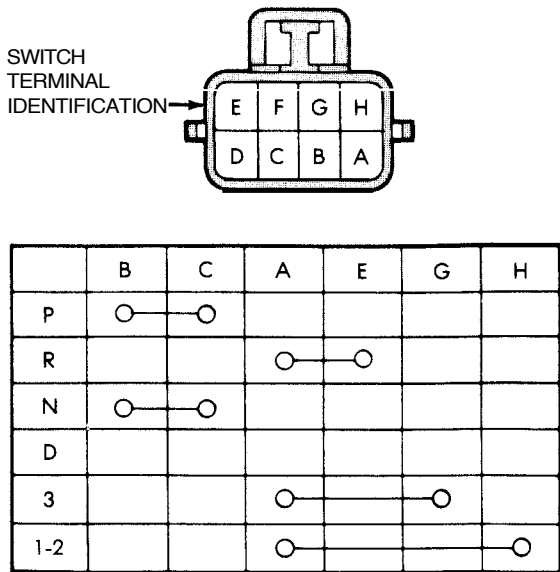 SWITCH
TERMINAL
IDENTIFICATION
E F G H
D C B A
B C A E G H
P
R
N
D
3
1-2